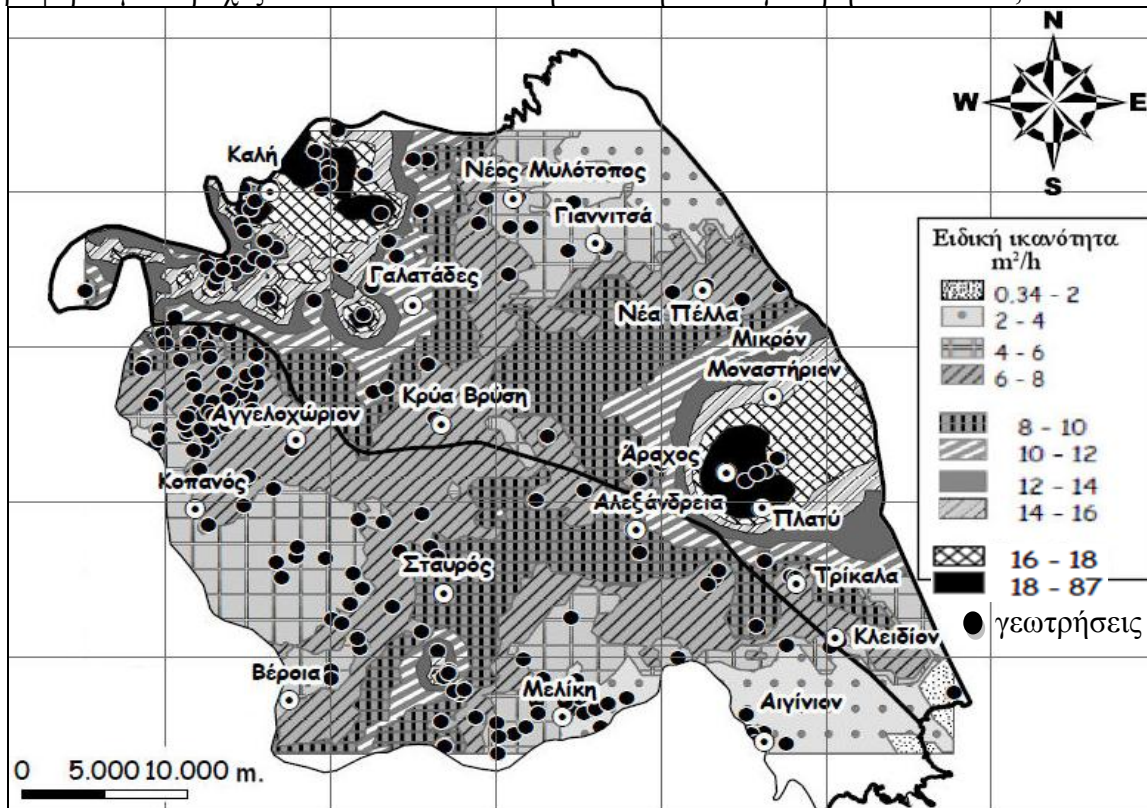 N
W E
S
Καλή
Νέος Μυλότοπος
Γιαννιτσά
Γαλατάδες
Νέα Πέλλα
Μικρόν
Μοναστήριον
Κρύα Βρύση
Αγγελοχώριον
Άραχος
Κοπανός
Αλεξάνδρεια
Πλατύ
Σταυρός
Τρίκαλα
Κλειδίον
Βέροια
Μελίκη
Αιγίνιον
Ειδική ικανότητα
m²/h
0,34 - 2
2 - 4
4 - 6
6 - 8
8 - 10
10 - 12
12 - 14
14 - 16
16 - 18
18 - 87
γεωτρήσεις
0 5.000 10.000 m.